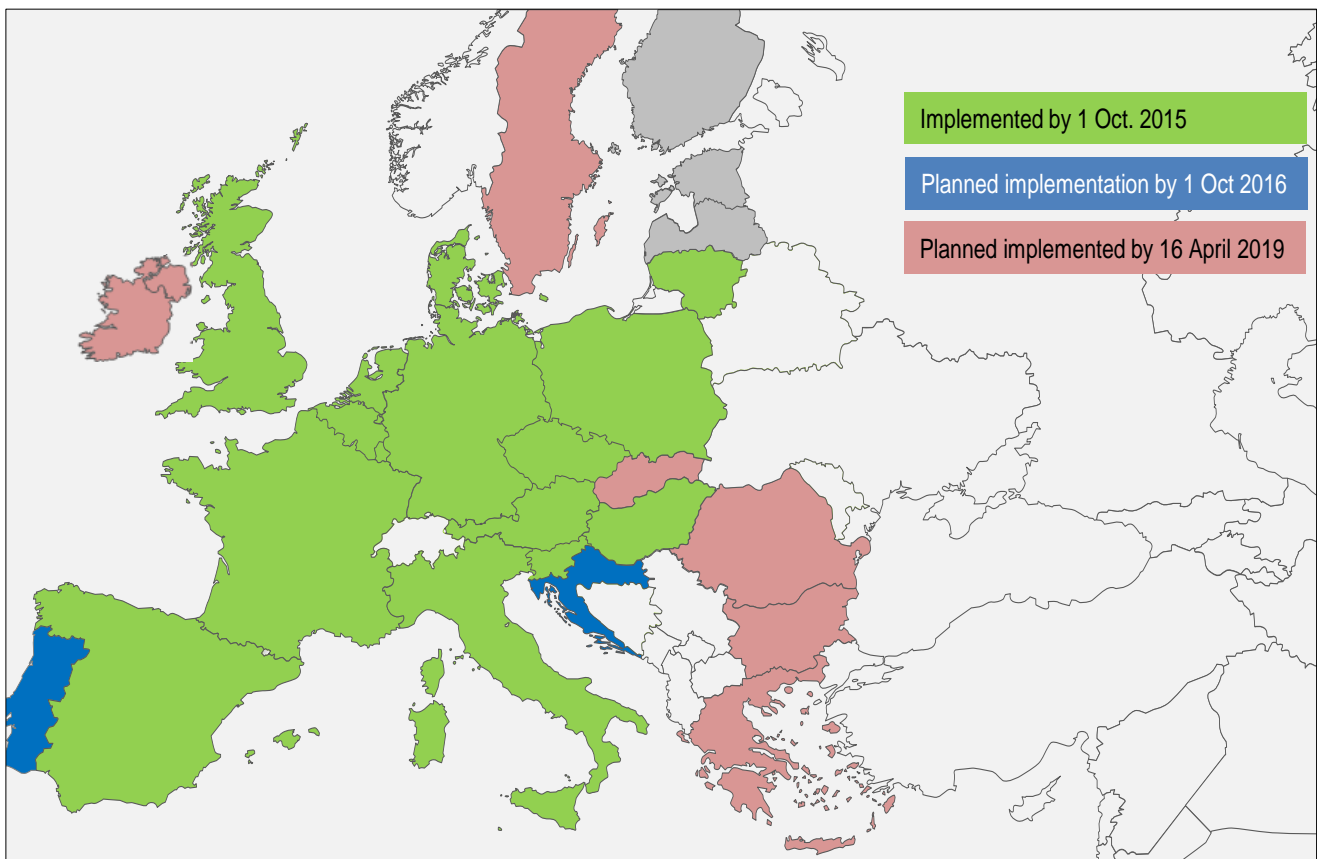 Implemented by 1 Oct. 2015
Planned implementation by 1 Oct 2016
Planned implemented by 16 April 2019